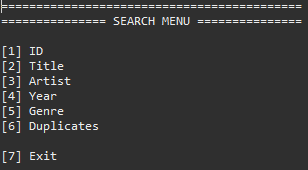 ===========================================
=============== SEARCH MENU ===============
[1] ID
[2] Title
[3] Artist
[4] Year
[5] Genre
[6] Duplicates
[7] Exit